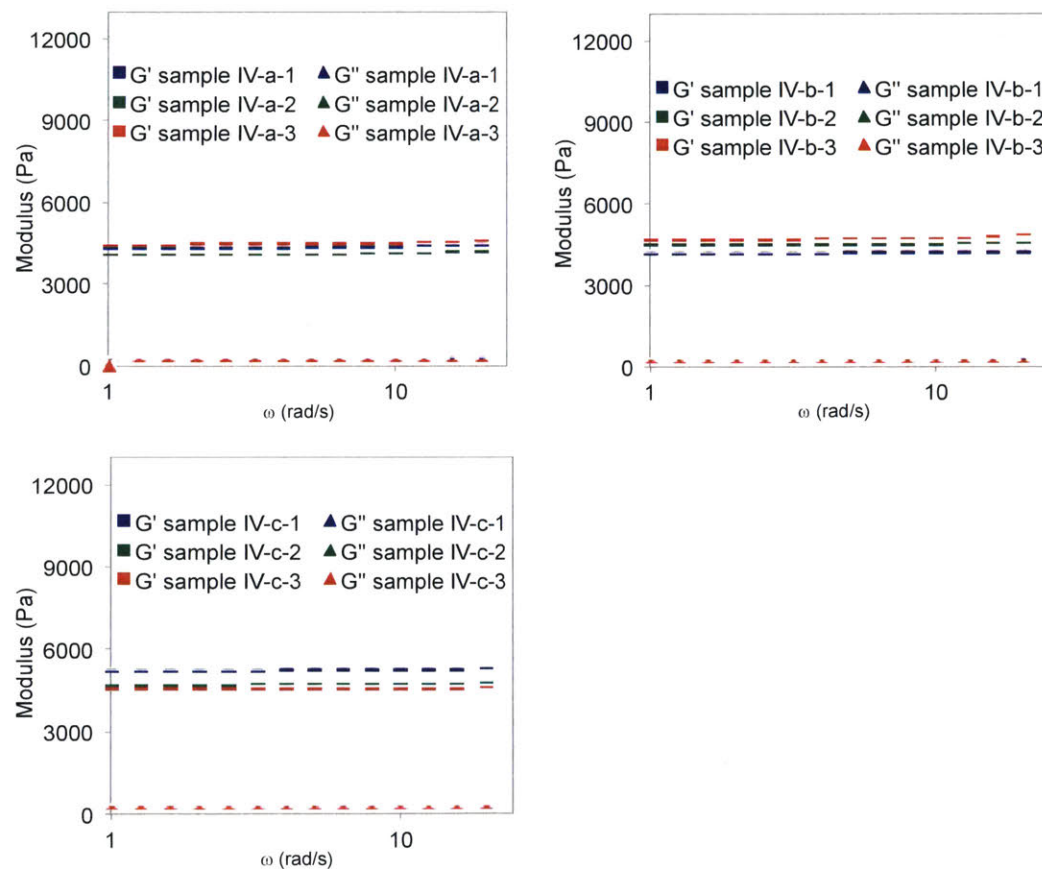 12000
G' sample IV-a-1 G" sample IV-a-1
G' sample IV-a-2 G" sample IV-a-2
G' sample IV-a-3 G" sample IV-a-3
9000
6000
3000
0
Modulus (Pa)
1 10
ω (rad/s)
12000
G' sample IV-b-1 G" sample IV-b-1
G' sample IV-b-2 G" sample IV-b-2
G' sample IV-b-3 G" sample IV-b-3
9000
6000
3000
0
Modulus (Pa)
1 10
ω (rad/s)
12000
G' sample IV-c-1 G" sample IV-c-1
G' sample IV-c-2 G" sample IV-c-2
G' sample IV-c-3 G" sample IV-c-3
9000
6000
3000
0
Modulus (Pa)
1 10
ω (rad/s)